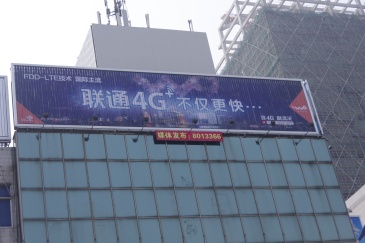 FDD-LTE技术 国际主流
联通4G+不仅更快…
媒体发布：8013366